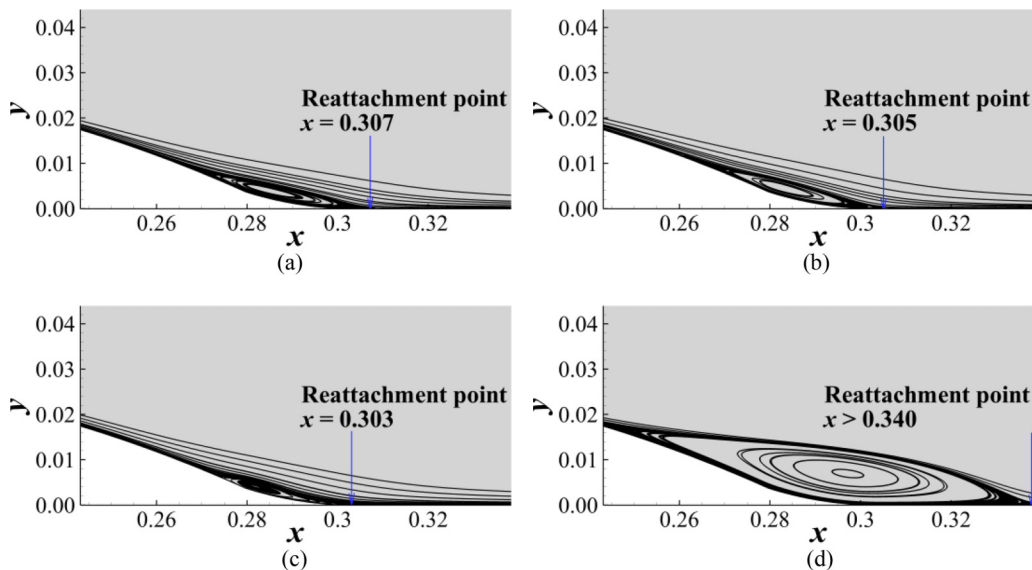 0.04
0.03
0.02
0.01
0.00
y
Reattachment point
x = 0.307
0.26
0.28
0.3
0.32
x
(a)
0.04
0.03
0.02
0.01
0.00
y
Reattachment point
x = 0.305
0.26
0.28
0.3
0.32
x
(b)
0.04
0.03
0.02
0.01
0.00
y
Reattachment point
x = 0.303
0.26
0.28
0.3
0.32
x
(c)
0.04
0.03
0.02
0.01
0.00
y
Reattachment point
x > 0.340
0.26
0.28
0.3
0.32
x
(d)